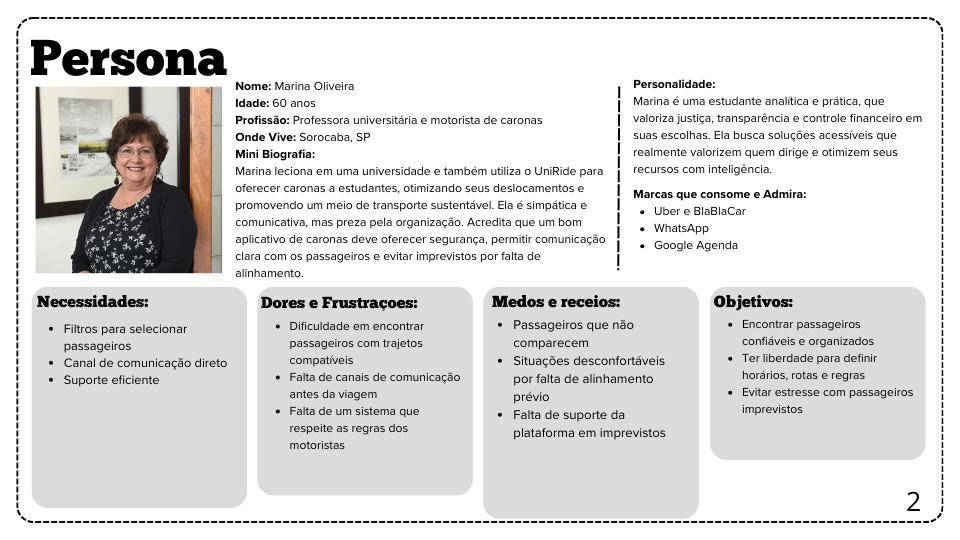 Persona
Nome: Marina Oliveira
Idade: 60 anos
Profissão: Professora universitária e motorista de caronas
Onde Vive: Sorocaba, SP
Mini Biografia:
Marina leciona em uma universidade e também utiliza o UniRide para
oferecer caronas a estudantes, otimizando seus deslocamentos e
promovendo um meio de transporte sustentável. Ela é simpática e
comunicativa, mas preza pela organização. Acredita que um bom
aplicativo de caronas deve oferecer segurança, permitir comunicação
clara com os passageiros e evitar imprevistos por falta de
alinhamento.
Personalidade:
Marina é uma estudante analítica e prática, que
valoriza justiça, transparência e controle financeiro em
suas escolhas. Ela busca soluções acessíveis que
realmente valorizem quem dirige e otimizem seus
recursos com inteligência.
Marcas que consome e Admira:
• Uber e BlaBlaCar
• WhatsApp
• Google Agenda
Necessidades:
• Filtros para selecionar
passageiros
• Canal de comunicação direto
• Suporte eficiente
Dores e Frustraçoes:
• Dificuldade em encontrar
passageiros com trajetos
compatíveis
• Falta de canais de comunicação
antes da viagem
• Falta de um sistema que
respeite as regras dos
motoristas
Medos e receios:
• Passageiros que não
comparecem
• Situações desconfortáveis
por falta de alinhamento
prévio
• Falta de suporte da
plataforma em imprevistos
Objetivos:
• Encontrar passageiros
confiáveis e organizados
• Ter liberdade para definir
horários, rotas e regras
• Evitar estresse com passageiros
imprevistos
2